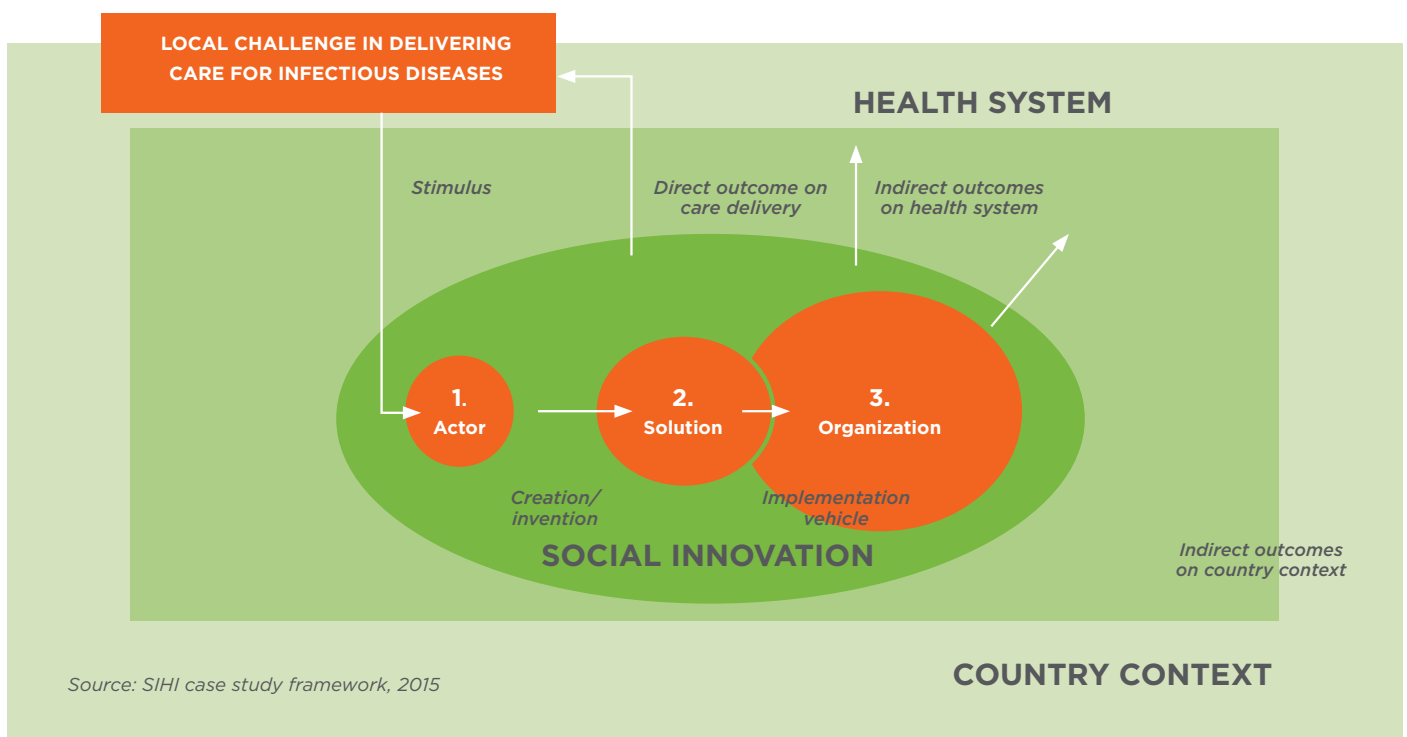 LOCAL CHALLENGE IN DELIVERING
CARE FOR INFECTIOUS DISEASES
HEALTH SYSTEM
Stimulus
Direct outcome on
care delivery
Indirect outcomes
on health system
1.
Actor
2.
Solution
3.
Organization
Creation/
invention
Implementation
vehicle
SOCIAL INNOVATION
Indirect outcomes
on country context
COUNTRY CONTEXT
Source: SIHI case study framework, 2015